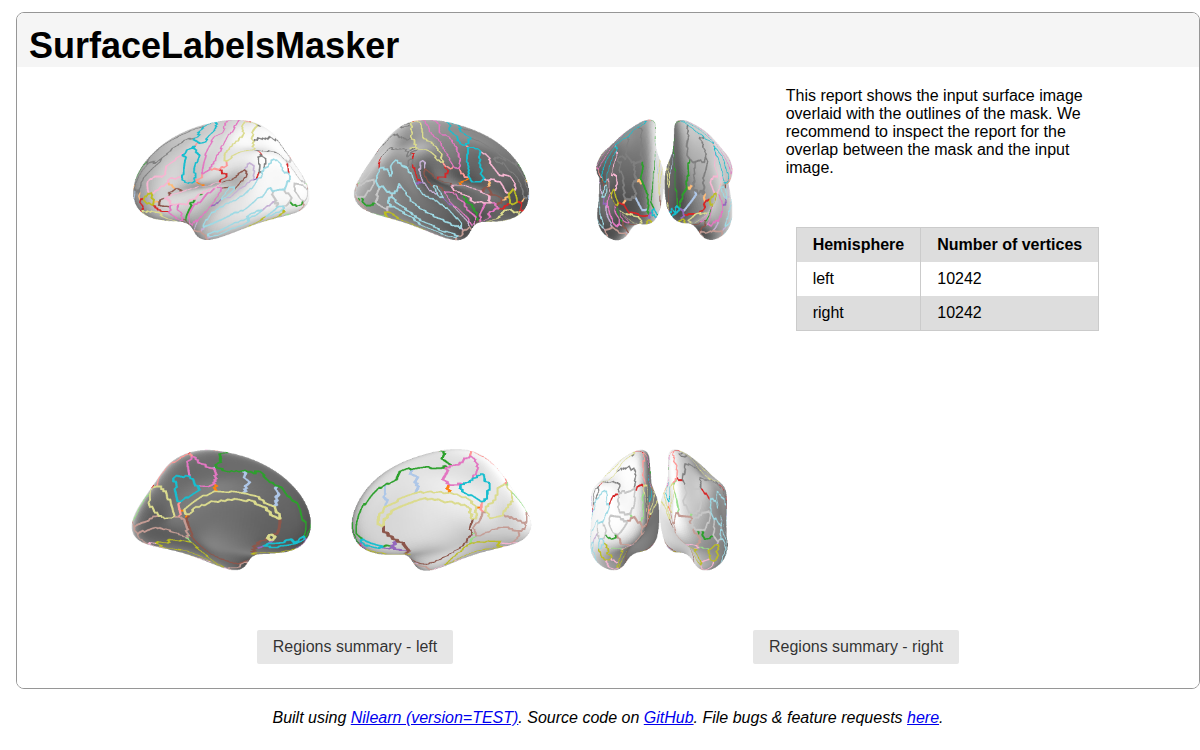 SurfaceLabelsMasker
This report shows the input surface image
overlaid with the outlines of the mask. We
recommend to inspect the report for the
overlap between the mask and the input
image.
Hemisphere Number of vertices
left 10242
right 10242
Regions summary - left Regions summary - right
Built using Nilearn (version=TEST). Source code on GitHub. File bugs & feature requests here.